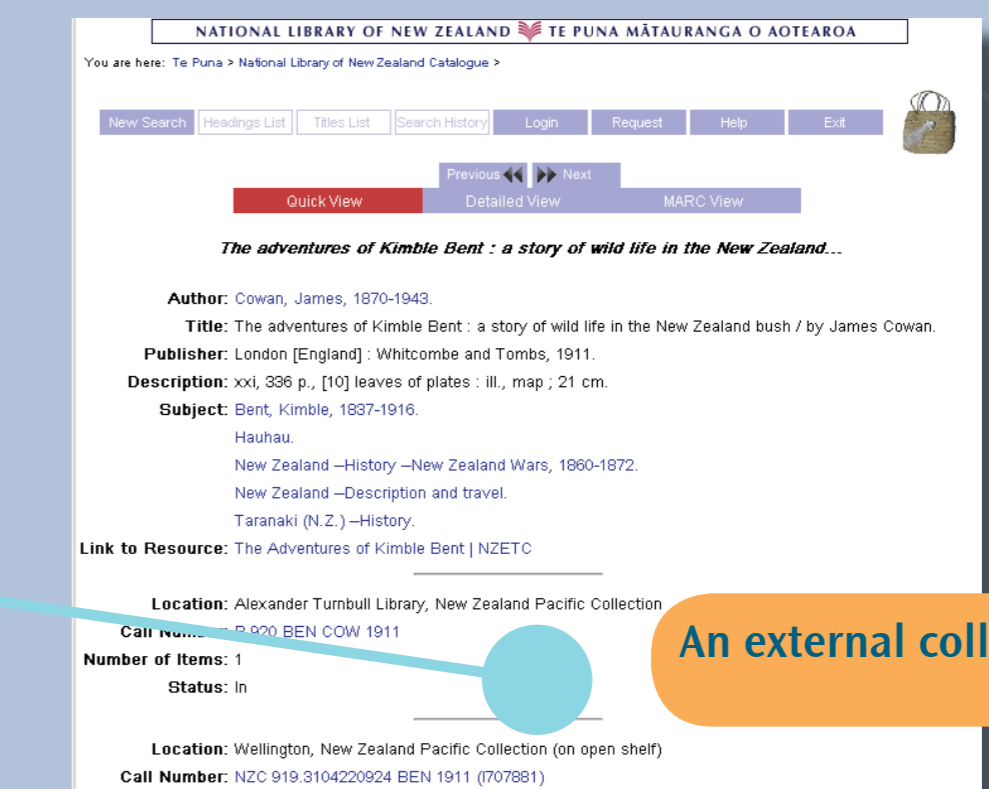 NATIONAL LIBRARY OF NEW ZEALAND TE PUNA MĀTAURANGA O AOTEAROA
You are here: Te Puna > National Library of New Zealand Catalogue >
New Search Headings List Titles List Search History Login Request Help Exit
Previous Next
Quick View Detailed View MARC View
The adventures of Kimble Bent : a story of wild life in the New Zealand...
Author: Cowan, James, 1870-1943.
Title: The adventures of Kimble Bent : a story of wild life in the New Zealand bush / by James Cowan.
Publisher: London [England] : Whitcombe and Tombs, 1911.
Description: xxi, 336 p., [10] leaves of plates : ill., map ; 21 cm.
Subject: Bent, Kimble, 1837-1916.
Hauhau.
New Zealand —History —New Zealand Wars, 1860-1872.
New Zealand —Description and travel.
Taranaki (N.Z.) —History.
Link to Resource: The Adventures of Kimble Bent | NZETC
Location: Alexander Turnbull Library, New Zealand Pacific Collection
Call Number: P 920 BEN COW 1911
An external coll
Number of Items: 1
Status: In
Location: Wellington, New Zealand Pacific Collection (on open shelf)
Call Number: NZC 919.3104220924 BEN 1911 (I707881)